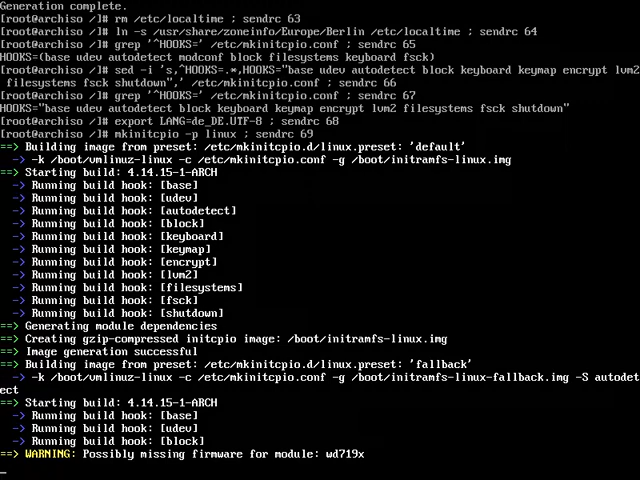 Generation complete.
[root@archiso /]# rm /etc/localtime ; sendrc 63
[root@archiso /]# ln -s /usr/share/zoneinfo/Europe/Berlin /etc/localtime ; sendrc 64
[root@archiso /]# grep '^HOOKS=' /etc/mkinitcpio.conf ; sendrc 65
HOOKS=(base udev autodetect modconf block filesystems keyboard fsck)
[root@archiso /]# sed -i 's,^HOOKS=.*,HOOKS="base udev autodetect block keyboard keymap encrypt lvm2
 filesystems fsck shutdown",' /etc/mkinitcpio.conf ; sendrc 66
[root@archiso /]# grep '^HOOKS=' /etc/mkinitcpio.conf ; sendrc 67
HOOKS="base udev autodetect block keyboard keymap encrypt lvm2 filesystems fsck shutdown"
[root@archiso /]# export LANG=de_DE.UTF-8 ; sendrc 68
[root@archiso /]# mkinitcpio -p linux ; sendrc 69
==> Building image from preset: /etc/mkinitcpio.d/linux.preset: 'default'
  -> -k /boot/vmlinuz-linux -c /etc/mkinitcpio.conf -g /boot/initramfs-linux.img
==> Starting build: 4.14.15-1-ARCH
  -> Running build hook: [base]
  -> Running build hook: [udev]
  -> Running build hook: [autodetect]
  -> Running build hook: [block]
  -> Running build hook: [keyboard]
  -> Running build hook: [keymap]
  -> Running build hook: [encrypt]
  -> Running build hook: [lvm2]
  -> Running build hook: [filesystems]
  -> Running build hook: [fsck]
  -> Running build hook: [shutdown]
==> Generating module dependencies
==> Creating gzip-compressed initcpio image: /boot/initramfs-linux.img
==> Image generation successful
==> Building image from preset: /etc/mkinitcpio.d/linux.preset: 'fallback'
  -> -k /boot/vmlinuz-linux -c /etc/mkinitcpio.conf -g /boot/initramfs-linux-fallback.img -S autodet
ect
==> Starting build: 4.14.15-1-ARCH
  -> Running build hook: [base]
  -> Running build hook: [udev]
  -> Running build hook: [block]
==> WARNING: Possibly missing firmware for module: wd719x
_